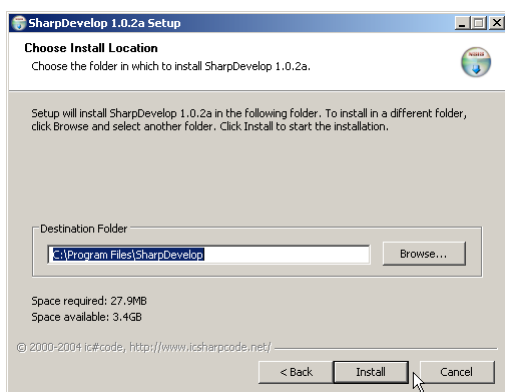 SharpDevelop 1.0.2a Setup
Choose Install Location
Choose the folder in which to install SharpDevelop 1.0.2a.
Setup will install SharpDevelop 1.0.2a in the following folder. To install in a different folder,
click Browse and select another folder. Click Install to start the installation.
Destination Folder
C:\Program Files\SharpDevelop
Browse...
Space required: 27.9MB
Space available: 3.4GB
© 2000-2004 ic#code, http://www.icsharpcode.net/
< Back
Install
Cancel